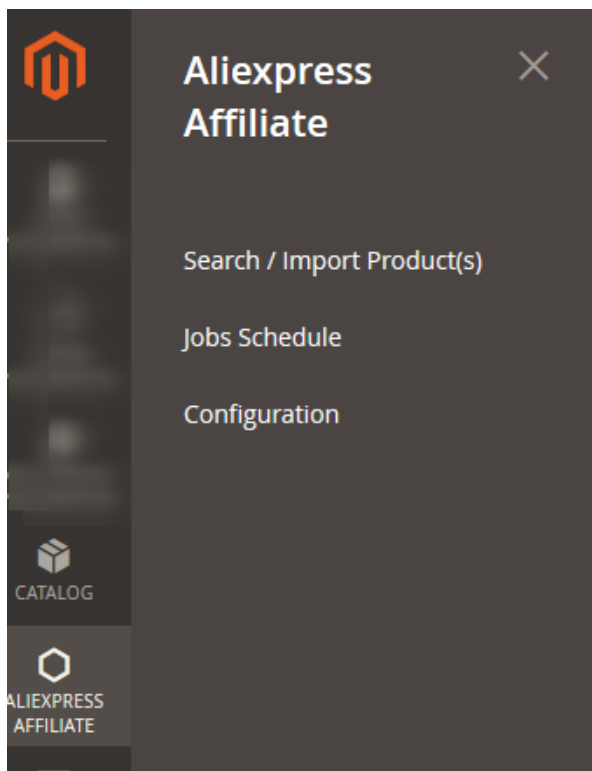 Aliexpress
Affiliate
Search / Import Product(s)
Jobs Schedule
Configuration
CATALOG
ALIEXPRESS
AFFILIATE